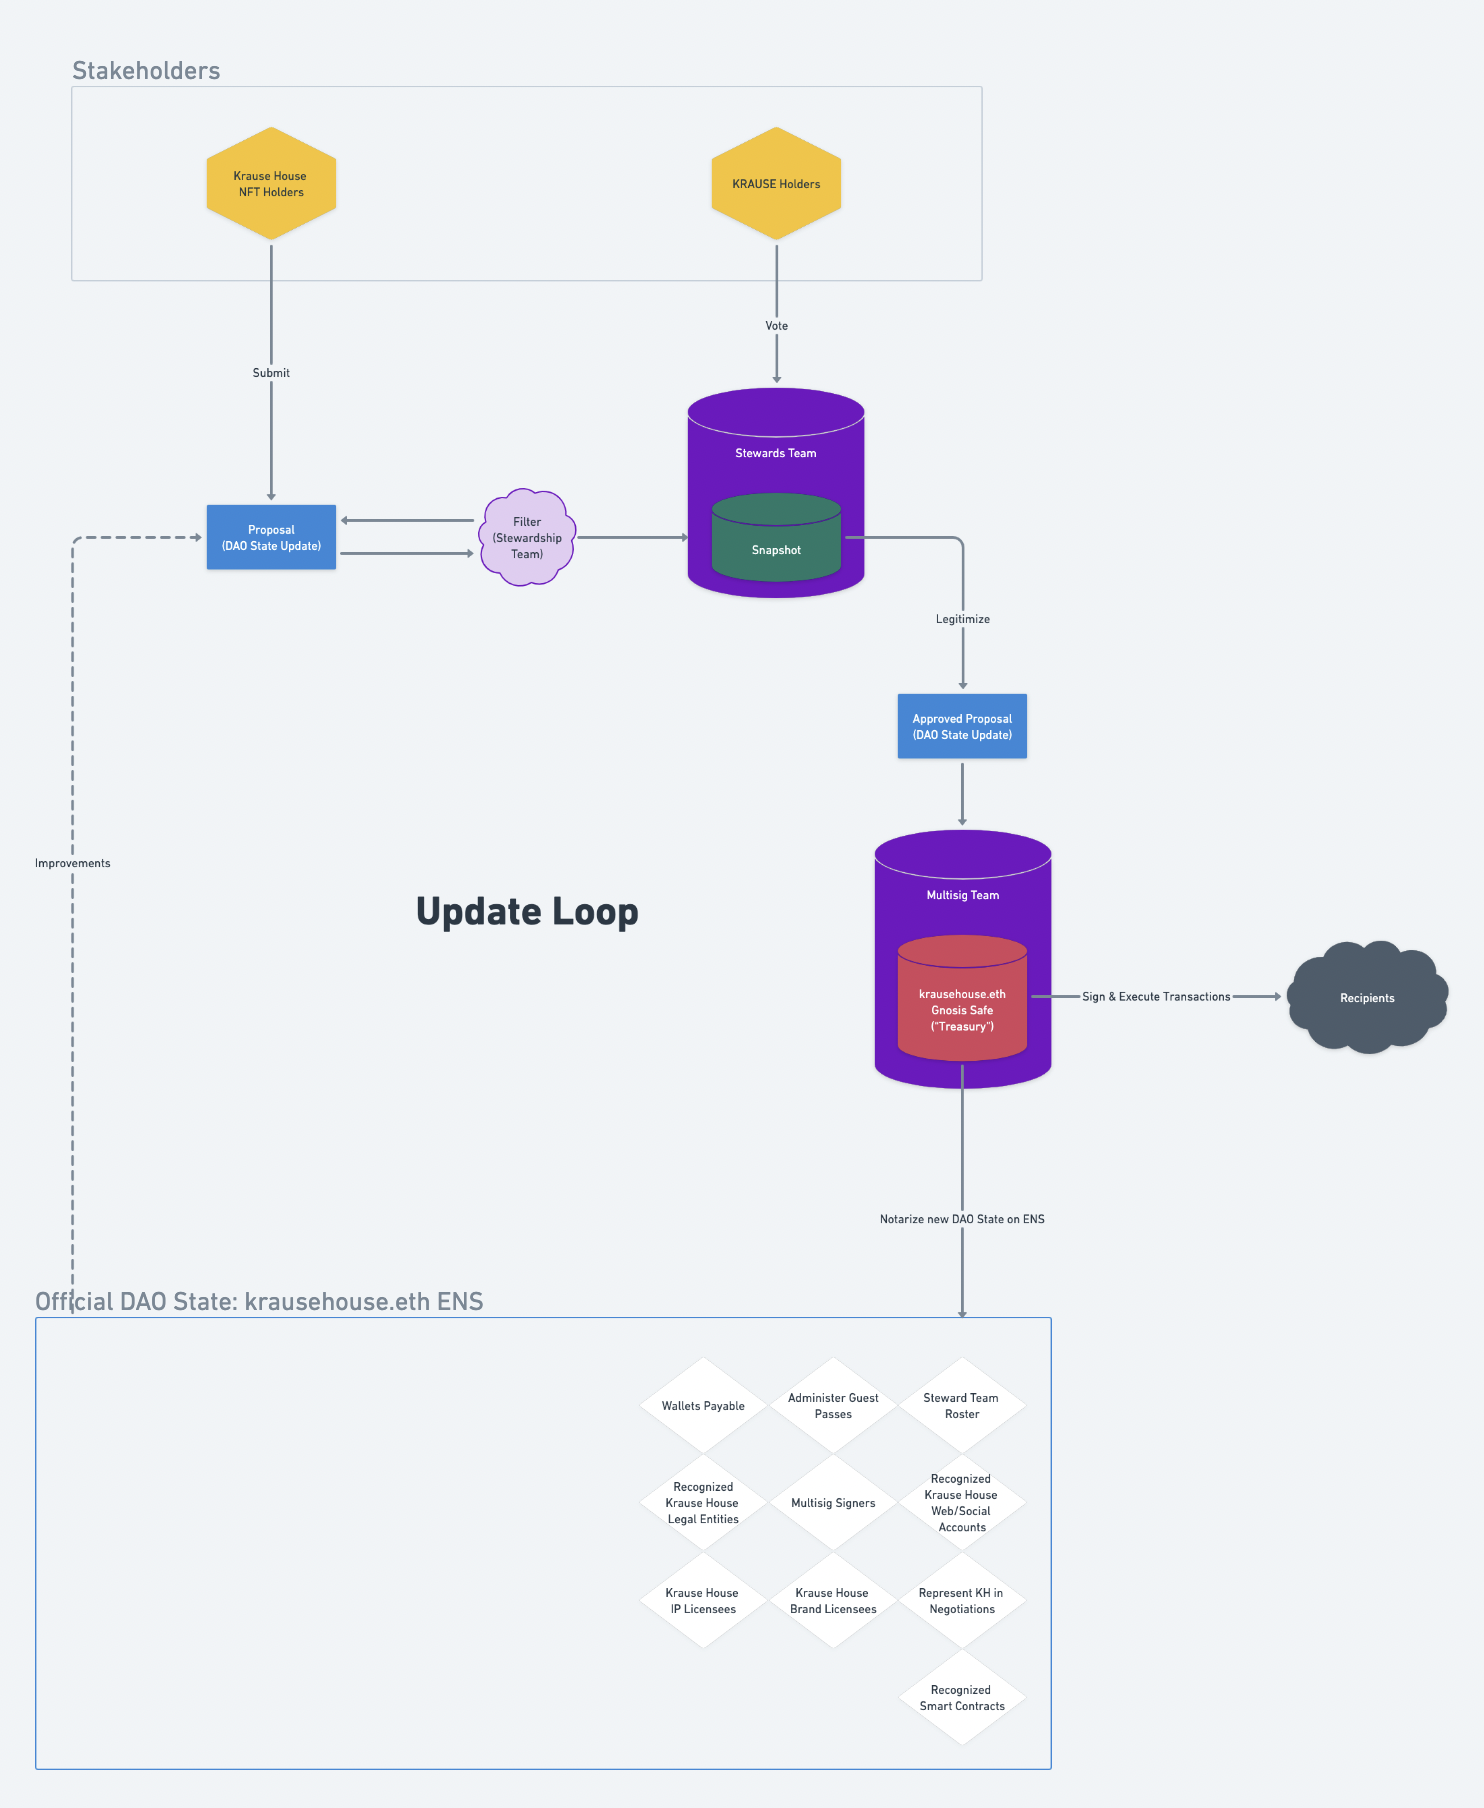 Stakeholders
Krause House
NFT Holders
KRAUSE Holders
Vote
Submit
Stewards Team
Snapshot
Proposal
(DAO State Update)
Filter
(Stewardship
Team)
Legitimize
Approved Proposal
(DAO State Update)
Improvements
Update Loop
Multisig Team
krausehouse.eth
Gnosis Safe
("Treasury")
Sign & Execute Transactions
Recipients
Notarize new DAO State on ENS
Official DAO State: krausehouse.eth ENS
Wallets Payable
Administer Guest
Passes
Steward Team
Roster
Recognized
Krause House
Legal Entities
Multisig Signers
Recognized
Krause House
Web/Social
Accounts
Krause House
IP Licensees
Krause House
Brand Licensees
Represent KH in
Negotiations
Recognized
Smart Contracts